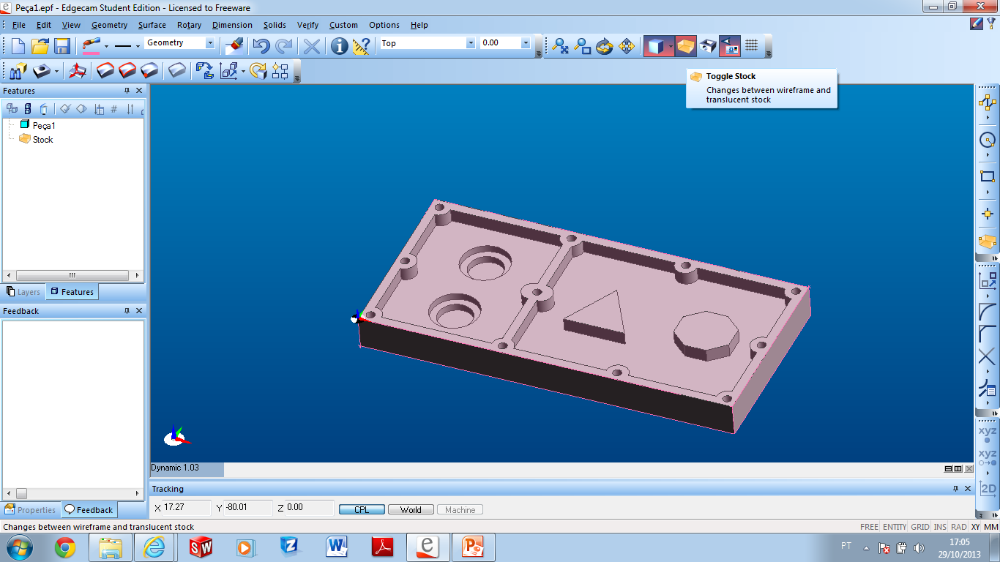 Peça1.epf - Edgecam Student Edition - Licensed to Freeware
File Edit View Geometry Surface Rotary Dimension Solids Verify Custom Options Help
Geometry Top 0.00
Toggle Stock
Changes between wireframe and
translucent stock
Features
Peça1
Stock
Layers Features
Feedback
Properties Feedback
Dynamic 1.03
Tracking
X 17.27 Y -80.01 Z 0.00 CPL World Machine
xyz
xyz
2D
Changes between wireframe and translucent stock
FREE ENTITY GRID INS RAD XY MM
PT
17:05
29/10/2013